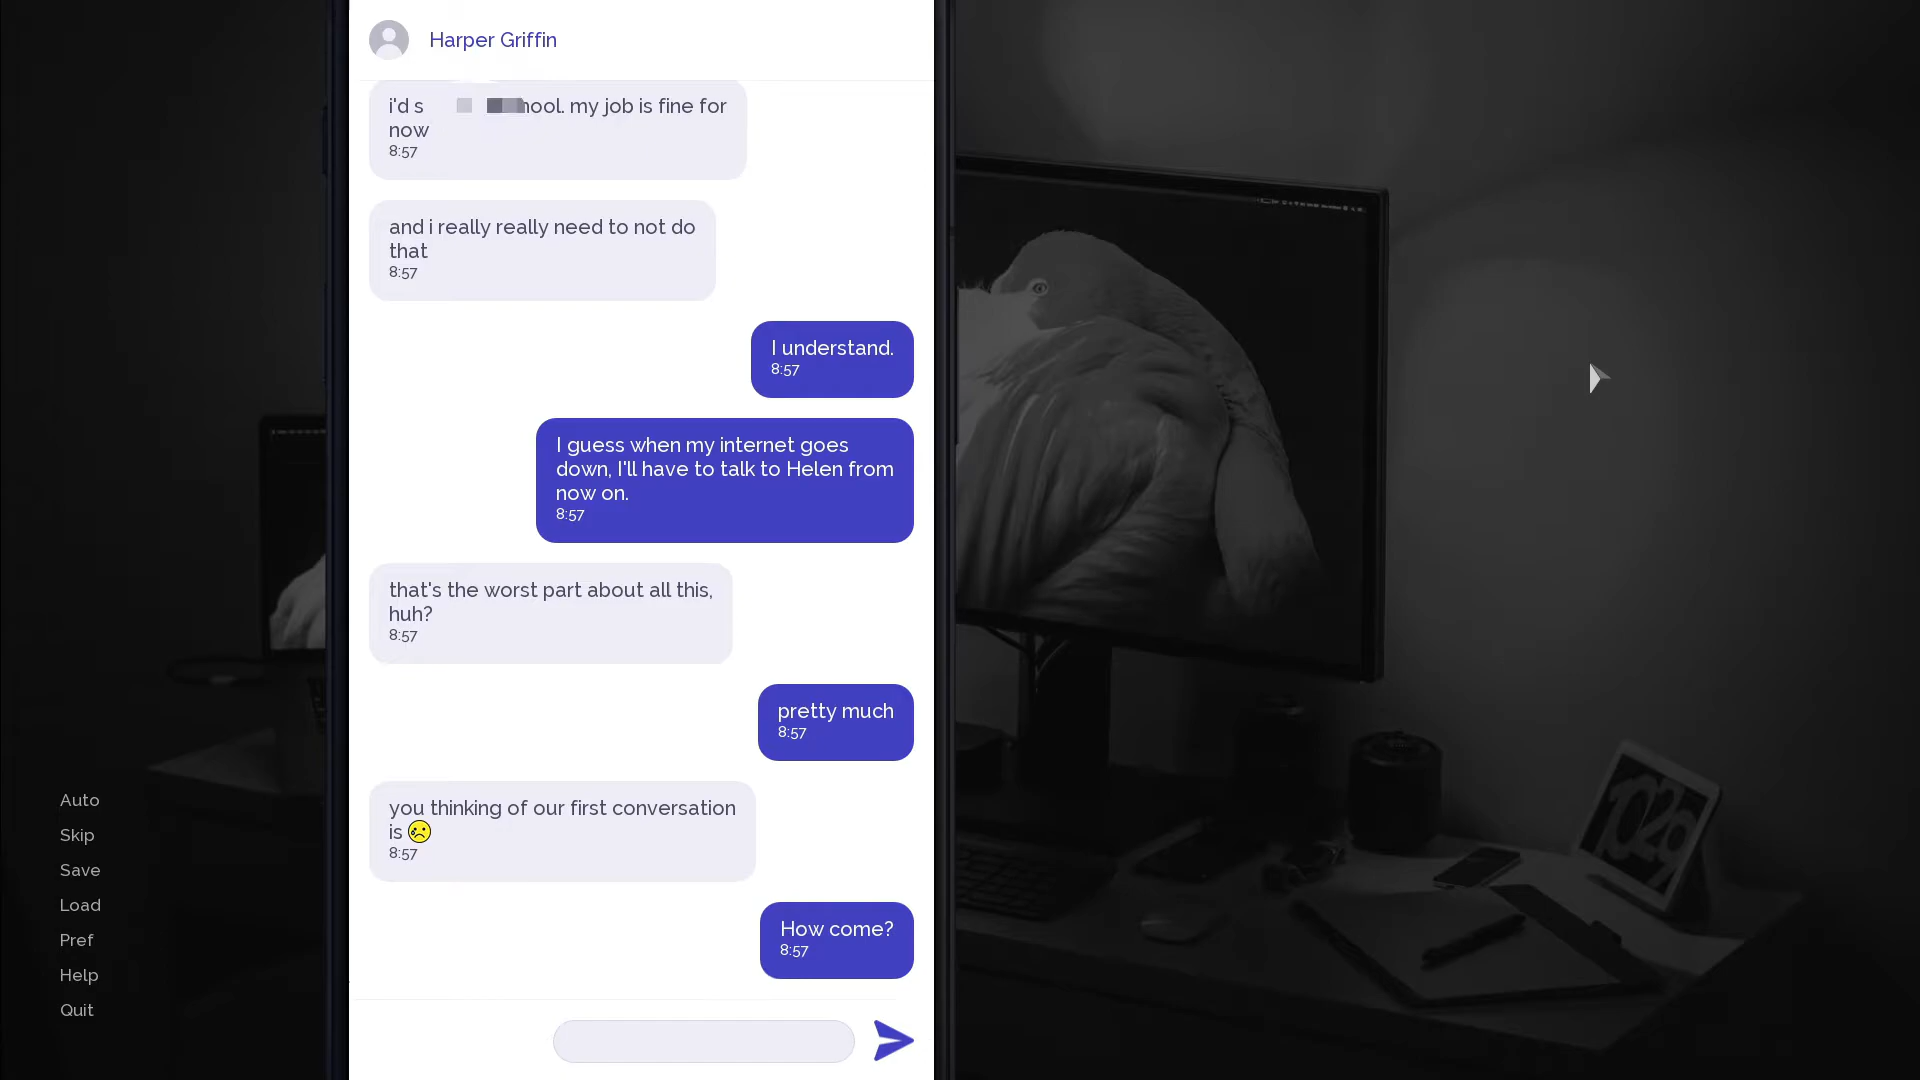 Harper Griffin
i'd s hool. my job is fine for
now
8:57
and i really really need to not do
that
8:57
I understand.
8:57
I guess when my internet goes
down, I'll have to talk to Helen from
now on.
8:57
that's the worst part about all this,
huh?
8:57
pretty much
8:57
you thinking of our first conversation
is 😢
8:57
How come?
8:57
Auto
Skip
Save
Load
Pref
Help
Quit
1029